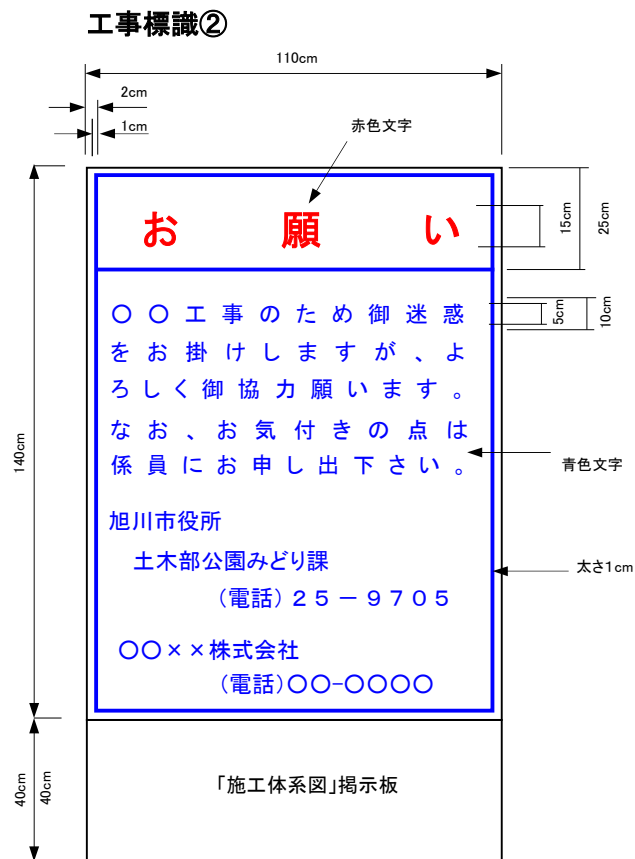 工事標識②
110cm
2cm
1cm
赤色文字
お願い
15cm
25cm
〇〇工事のため御迷惑
をお掛けしますが、よ
ろしく御協力願います。
なお、お気付きの点は
係員にお申し出下さい。
5cm
10cm
140cm
青色文字
旭川市役所
土木部公園みどり課
(電話)25-9705
太さ1cm
〇〇××株式会社
(電話)〇〇-〇〇〇〇
40cm
40cm
「施工体系図」掲示板